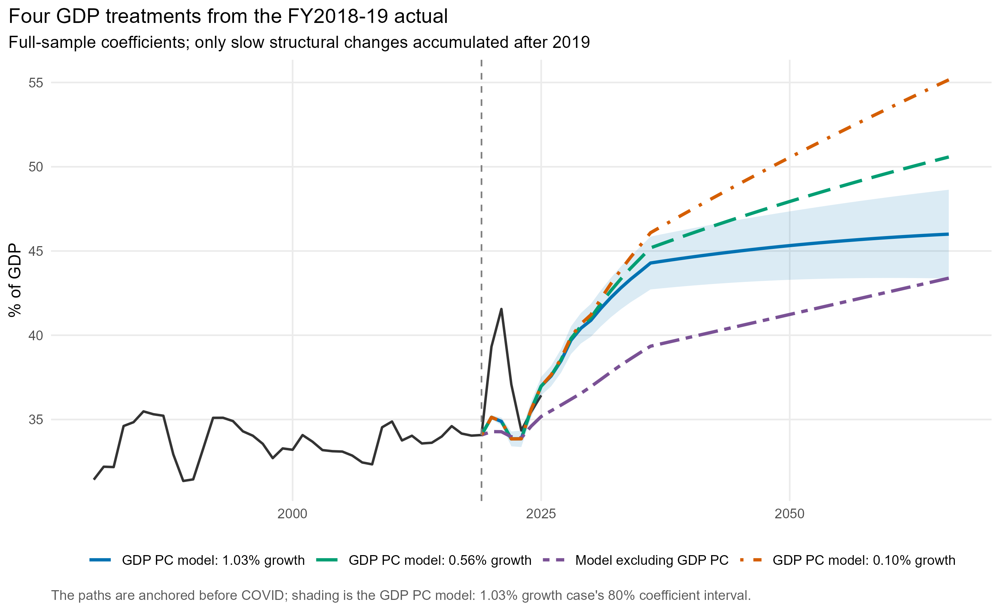 Four GDP treatments from the FY2018-19 actual
Full-sample coefficients; only slow structural changes accumulated after 2019
% of GDP
55
50
45
40
35
2000
2025
2050
GDP PC model: 1.03% growth
GDP PC model: 0.56% growth
Model excluding GDP PC
GDP PC model: 0.10% growth
The paths are anchored before COVID; shading is the GDP PC model: 1.03% growth case's 80% coefficient interval.